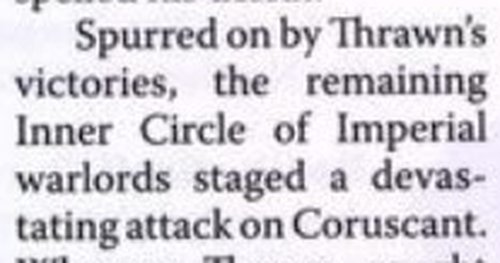 Spurred on by Thrawn's
victories, the remaining
Inner Circle of Imperial
warlords staged a devas-
tating attack on Coruscant.